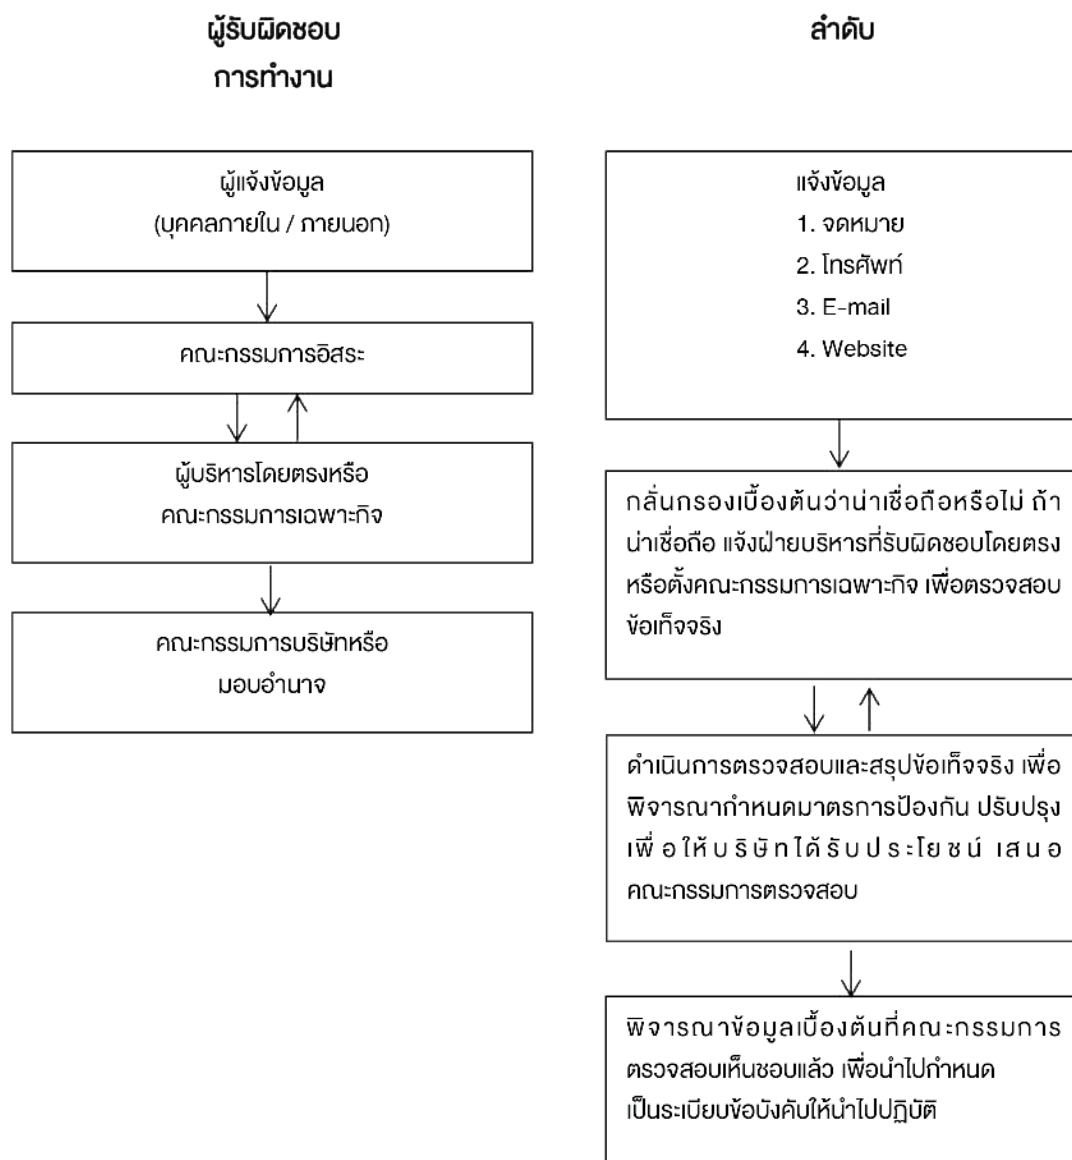 ผู้รับผิดชอบ
การทำงาน
ผู้แจ้งข้อมูล
(บุคคลภายใน / ภายนอก)
คณะกรรมการอิสระ
ผู้บริหารโดยตรงหรือ
คณะกรรมการเฉพาะกิจ
คณะกรรมการบริษัทหรือ
มอบอำนาจ
ลำดับ
แจ้งข้อมูล
1. จดหมาย
2. โทรศัพท์
3. E-mail
4. Website
กลั่นกรองเบื้องต้นว่าน่าเชื่อถือหรือไม่ ถ้า
น่าเชื่อถือ แจ้งฝ่ายบริหารที่รับผิดชอบโดยตรง
หรือตั้งคณะกรรมการเฉพาะกิจ เพื่อตรวจสอบ
ข้อเท็จจริง
ดำเนินการตรวจสอบและสรุปข้อเท็จจริง เพื่อ
พิจารณากำหนดมาตรการป้องกัน ปรับปรุง
เพื่อให้บริษัทได้รับประโยชน์ เสนอ
คณะกรรมการตรวจสอบ
พิจารณาข้อมูลเบื้องต้นที่คณะกรรมการ
ตรวจสอบเห็นชอบแล้ว เพื่อนำไปกำหนด
เป็นระเบียบข้อบังคับให้นำไปปฏิบัติ